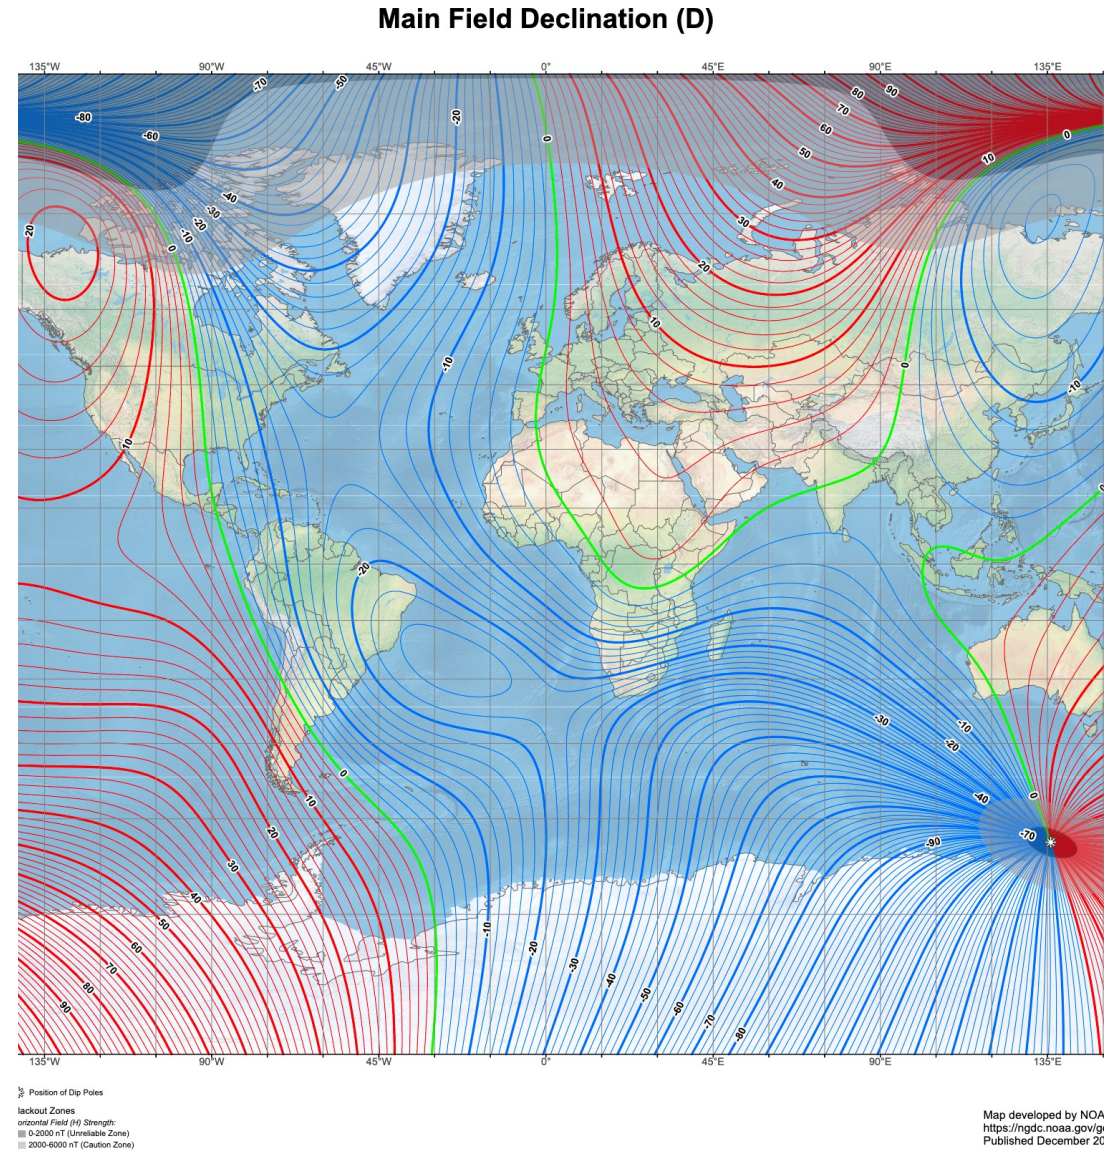 Main Field Declination (D)
135°W 90°W 45°W 0° 45°E 90°E 135°E
-70 -50 80 90
-80 -20 70
-60 60 0
0 50 10
-40 40
-30
20 -20 30
-10
0
20
10
-10 0
-10
10
0
-20
-30 -10
-20
0
10 -40 0
20 -70
-90
30
40
50 -10
60 -20
70 -30
80 -40
90 -50
-60
-70
-80
135°W 90°W 45°W 0° 45°E 90°E 135°E
Position of Dip Poles
lackout Zones
orizontal Field (H) Strength:
0-2000 nT (Unreliable Zone)
2000-6000 nT (Caution Zone)
Map developed by NOA
https://ngdc.noaa.gov/g
Published December 20